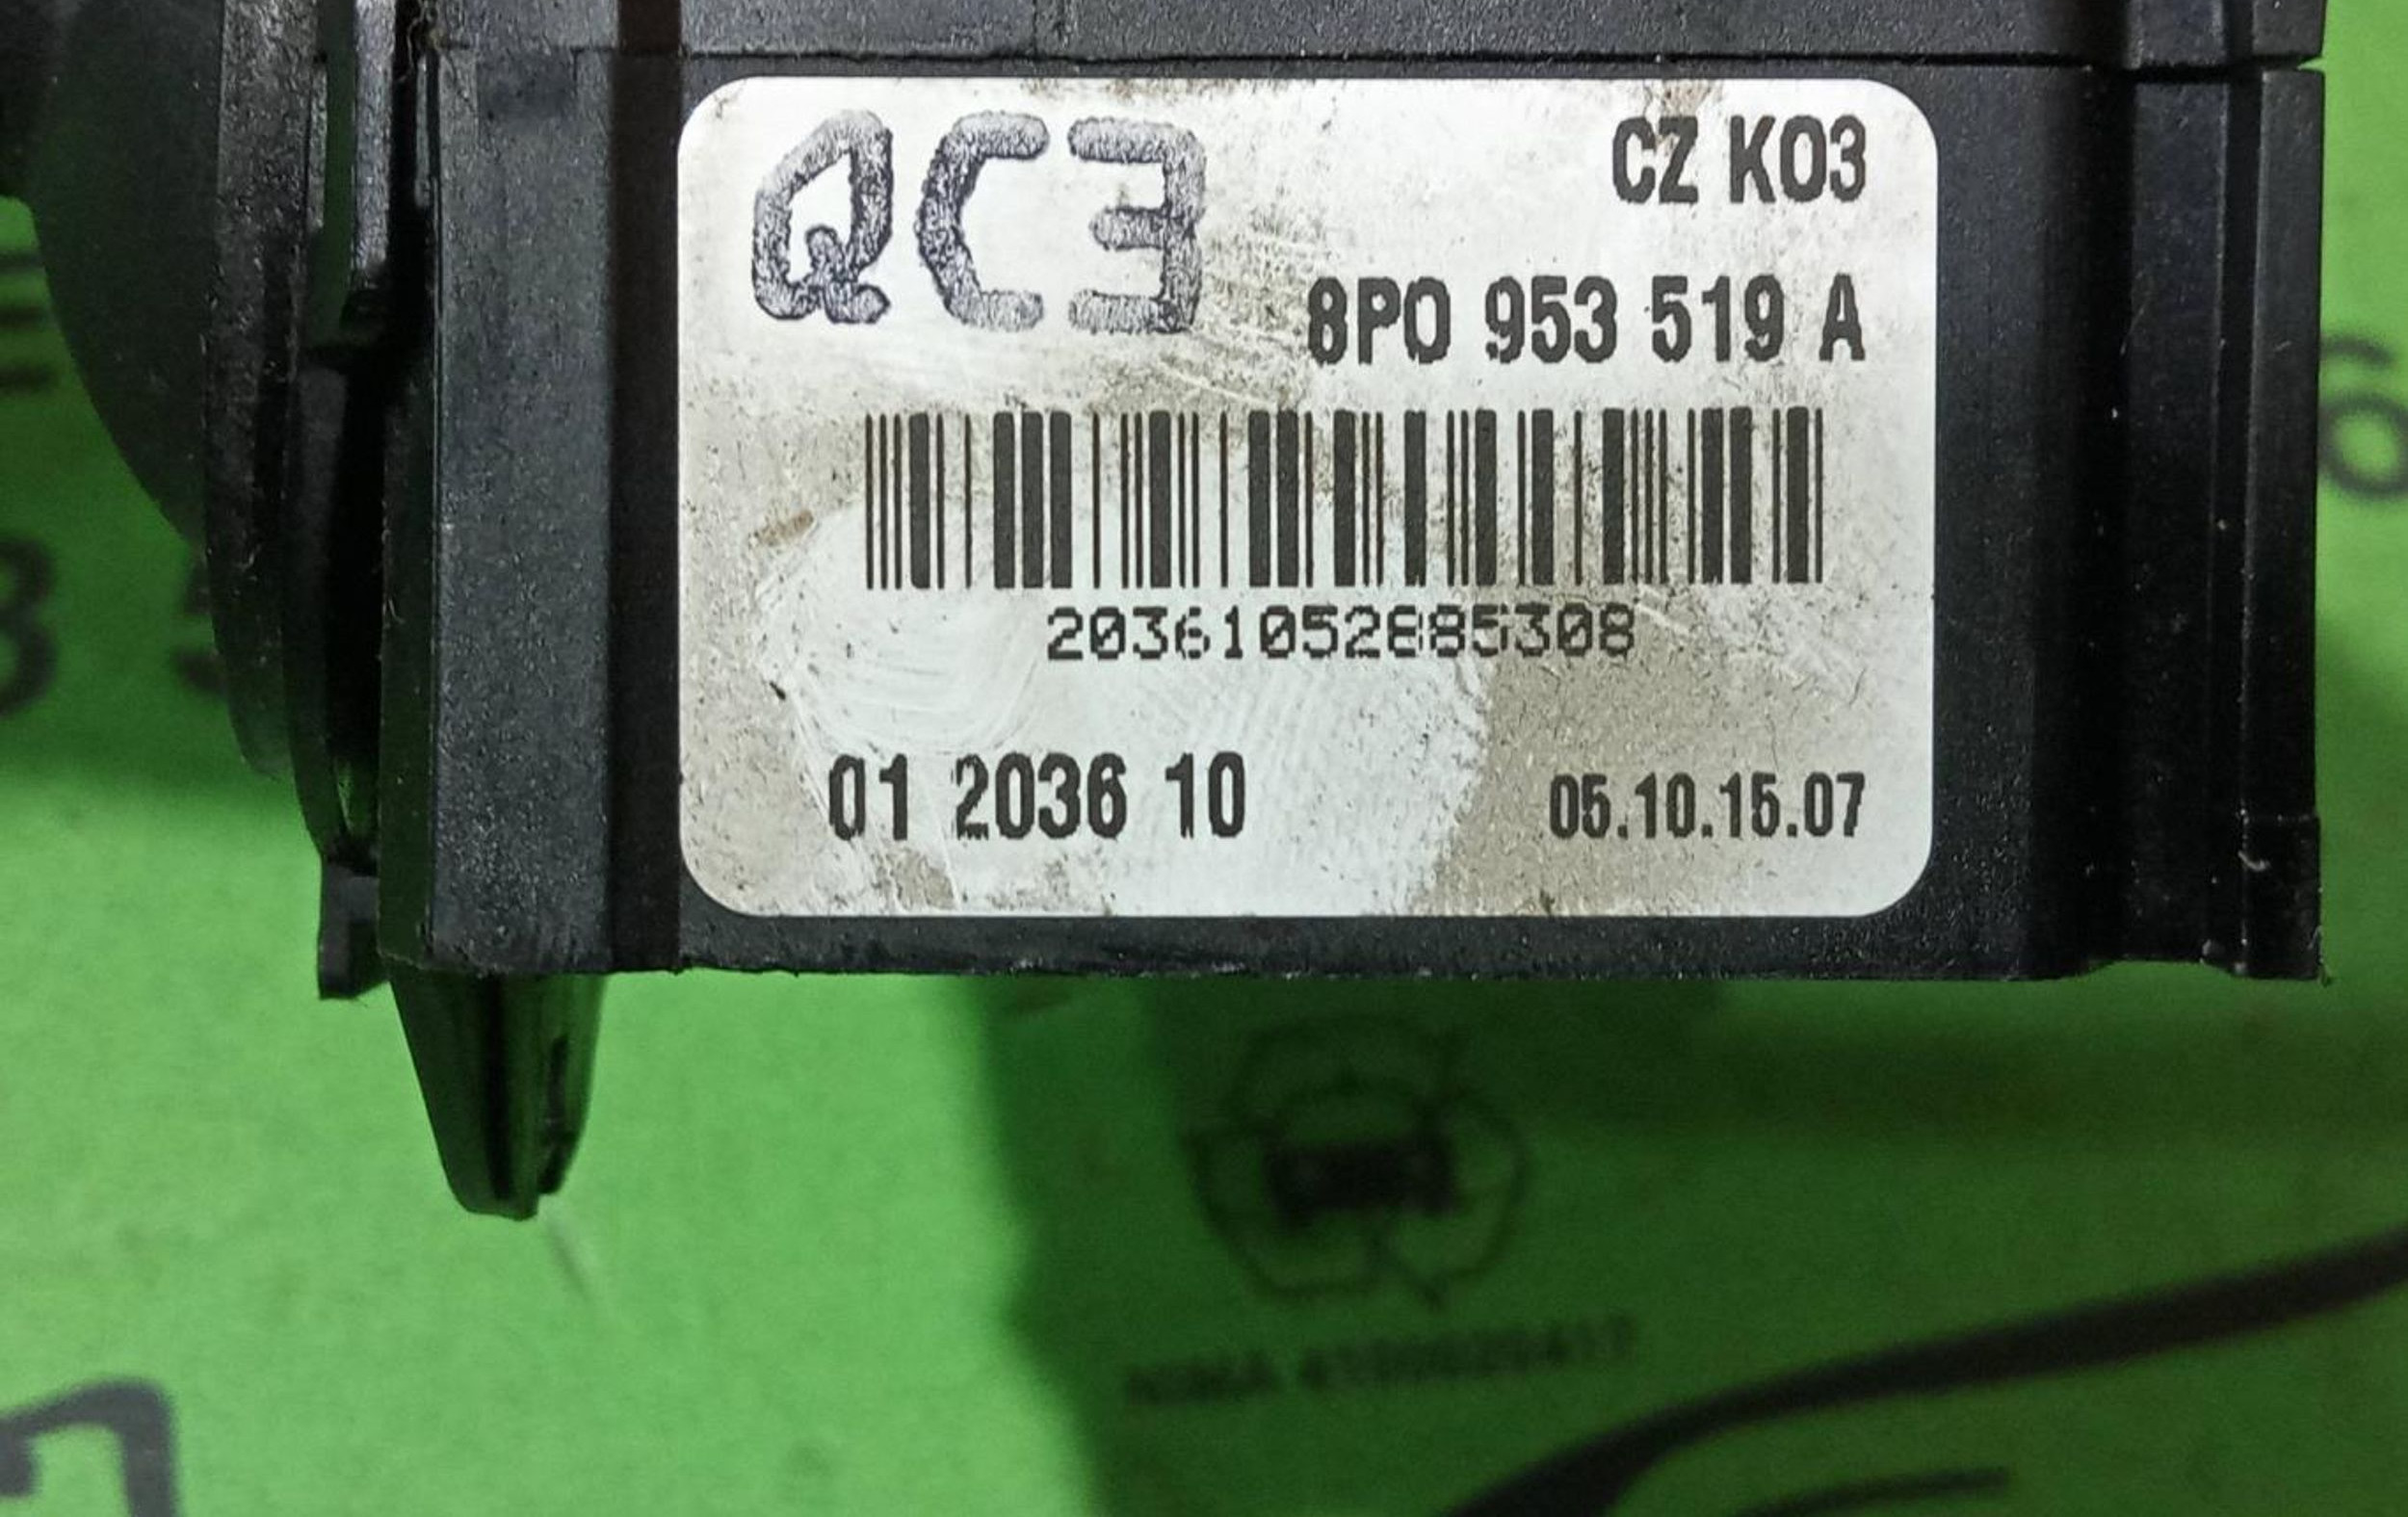 QC3
CZ K03
8P0 953 519 A
20361052885308
01 2036 10
05.10.15.07